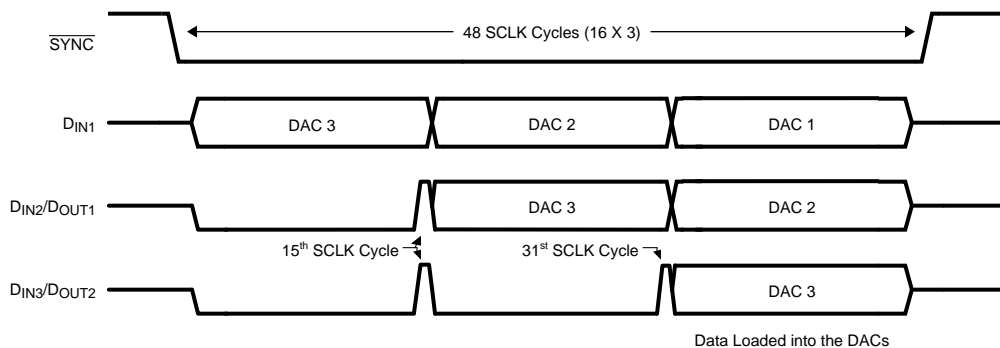 48 SCLK Cycles (16 X 3)
SYNC
DIN1
DAC 3
DAC 2
DAC 1
DIN2/DOUT1
DAC 3
DAC 2
15th SCLK Cycle
31st SCLK Cycle
DIN3/DOUT2
DAC 3
Data Loaded into the DACs